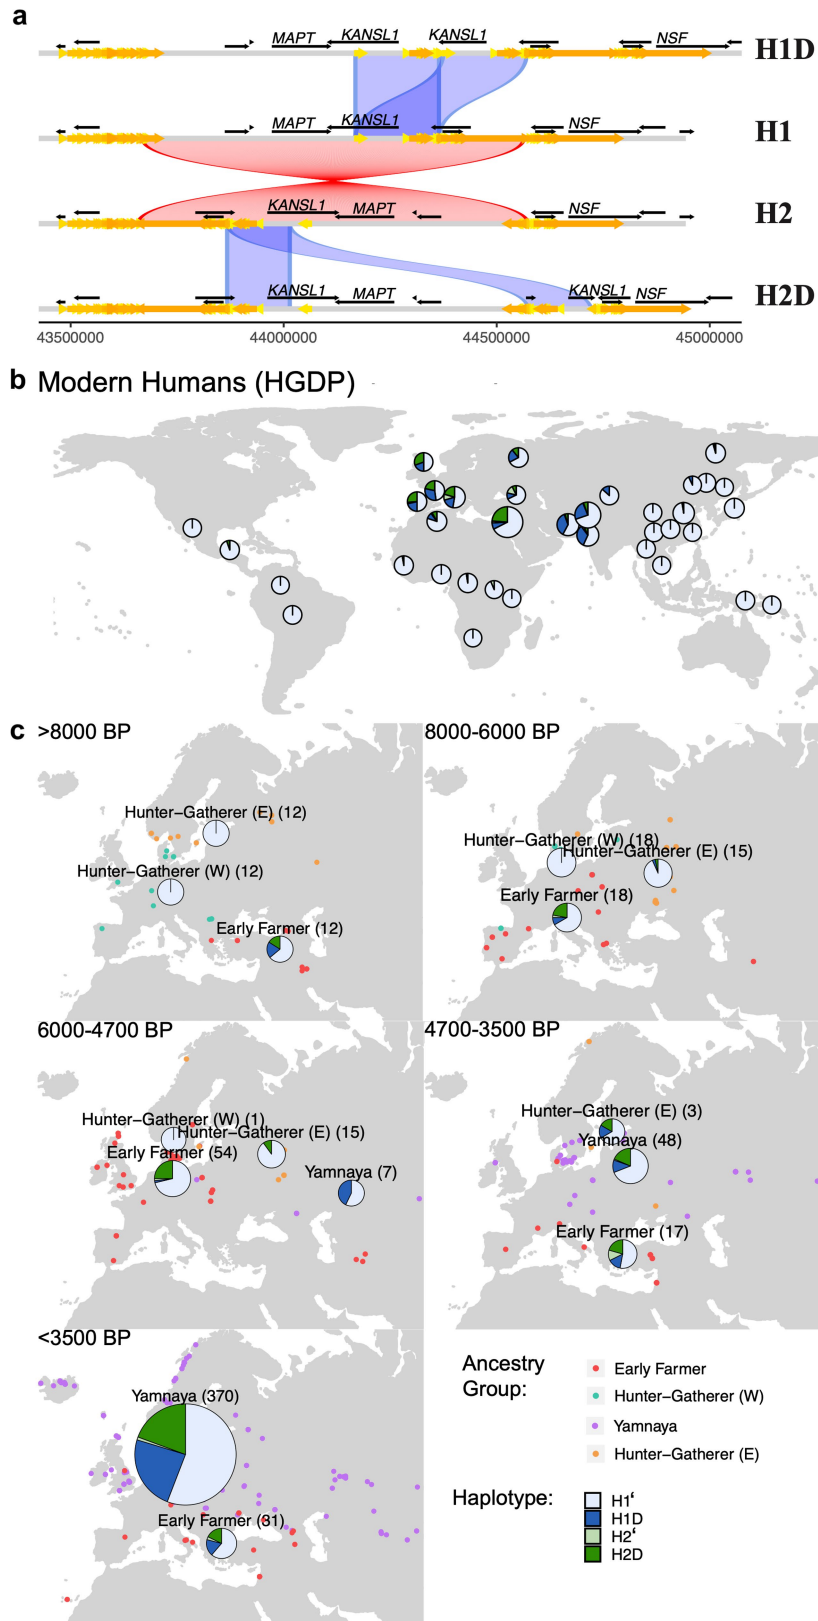 a
MAPT KANSL1 KANSL1 NSF H1D
MAPT KANSL1 NSF H1
KANSL1 MAPT NSF H2
KANSL1 MAPT KANSL1 NSF H2D
43500000 44000000 44500000 45000000
b Modern Humans (HGDP)
c >8000 BP
Hunter-Gatherer (E) (12)
Hunter-Gatherer (W) (12)
Early Farmer (12)
8000-6000 BP
Hunter-Gatherer (W) (18)
Hunter-Gatherer (E) (15)
Early Farmer (18)
6000-4700 BP
Hunter-Gatherer (W) (1)
Hunter-Gatherer (E) (15)
Early Farmer (54)
Yamnaya (7)
4700-3500 BP
Hunter-Gatherer (E) (3)
Yamnaya (48)
Early Farmer (17)
<3500 BP
Yamnaya (370)
Early Farmer (31)
Ancestry
Group:
Early Farmer
Hunter-Gatherer (W)
Yamnaya
Hunter-Gatherer (E)
Haplotype:
H1‘
H1D
H2‘
H2D